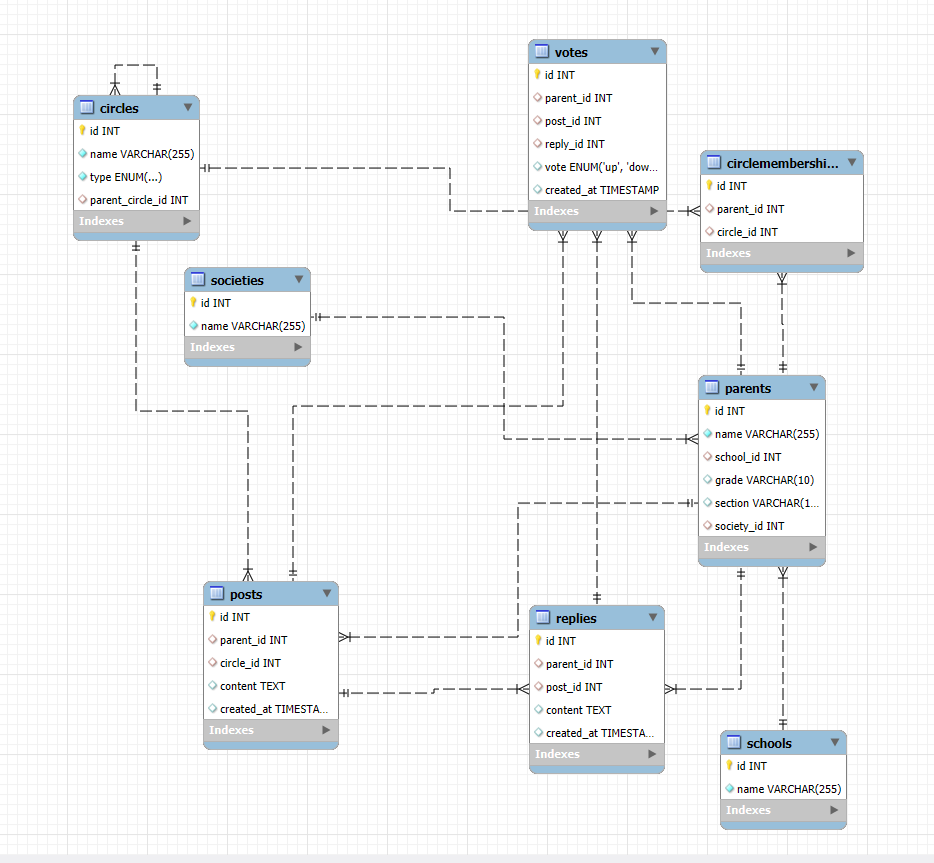 votes
id INT
parent_id INT
post_id INT
reply_id INT
vote ENUM('up', 'dow...
created_at TIMESTAMP
Indexes
circles
id INT
name VARCHAR(255)
type ENUM(...)
parent_circle_id INT
Indexes
circlemembershi...
id INT
parent_id INT
circle_id INT
Indexes
societies
id INT
name VARCHAR(255)
Indexes
parents
id INT
name VARCHAR(255)
school_id INT
grade VARCHAR(10)
section VARCHAR(1...
society_id INT
Indexes
posts
id INT
parent_id INT
circle_id INT
content TEXT
created_at TIMESTA...
Indexes
replies
id INT
parent_id INT
post_id INT
content TEXT
created_at TIMESTA...
Indexes
schools
id INT
name VARCHAR(255)
Indexes